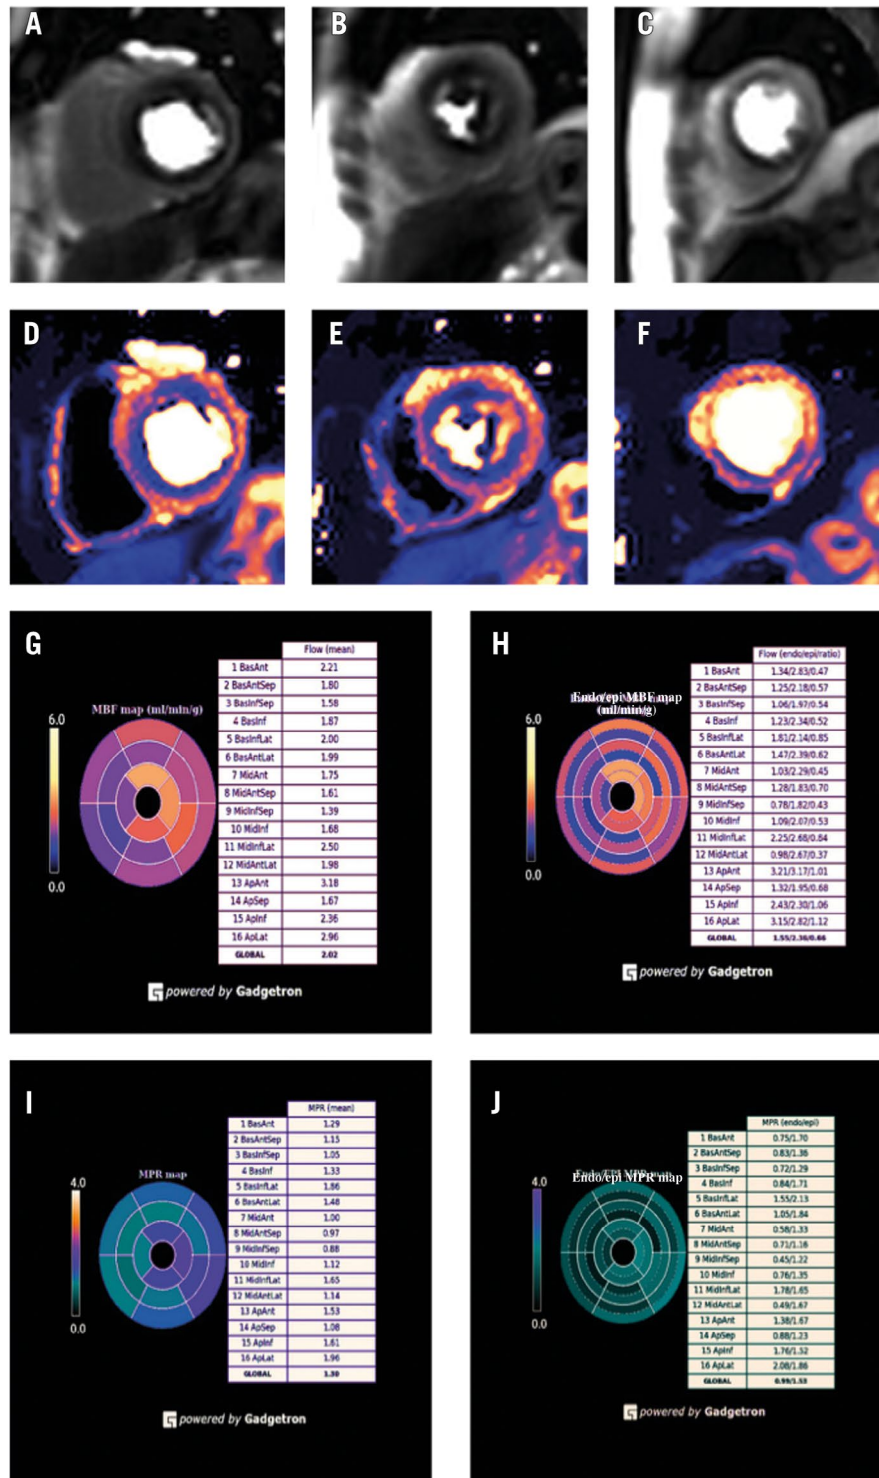 A
B
C
D
E
F
G
Flow (mean)
1 BasAnt 2.21
2 BasAntSep 1.80
3 BasInfSep 1.58
4 BasInf 1.87
5 BasInfLat 2.00
6 BasAntLat 1.99
7 MidAnt 1.75
8 MidAntSep 1.61
9 MidInfSep 1.39
10 MidInf 1.68
11 MidInfLat 2.50
12 MidAntLat 1.98
13 ApAnt 3.18
14 ApSep 1.67
15 ApInf 2.36
16 ApLat 2.96
GLOBAL 2.02
MBF map (ml/min/g)
6.0
0.0
powered by Gadgetron
H
Flow (endo/epi/ratio)
1 BasAnt 1.34/2.83/0.47
2 BasAntSep 1.25/2.18/0.57
3 BasInfSep 1.06/1.97/0.54
4 BasInf 1.23/2.34/0.52
5 BasInfLat 1.81/2.14/0.85
6 BasAntLat 1.47/2.39/0.62
7 MidAnt 1.03/2.29/0.45
8 MidAntSep 1.28/1.83/0.70
9 MidInfSep 0.78/1.82/0.43
10 MidInf 1.09/2.07/0.53
11 MidInfLat 2.25/2.68/0.84
12 MidAntLat 0.98/2.67/0.37
13 ApAnt 3.21/3.17/1.01
14 ApSep 1.32/1.95/0.68
15 ApInf 2.43/2.30/1.06
16 ApLat 3.15/2.82/1.12
GLOBAL 1.55/2.36/0.66
Endo/epi MBF map
(ml/min/g)
6.0
0.0
powered by Gadgetron
I
MPR (mean)
1 BasAnt 1.29
2 BasAntSep 1.15
3 BasInfSep 1.05
4 BasInf 1.33
5 BasInfLat 1.86
6 BasAntLat 1.48
7 MidAnt 1.00
8 MidAntSep 0.97
9 MidInfSep 0.88
10 MidInf 1.12
11 MidInfLat 1.65
12 MidAntLat 1.14
13 ApAnt 1.53
14 ApSep 1.08
15 ApInf 1.61
16 ApLat 1.96
GLOBAL 1.30
MPR map
4.0
0.0
powered by Gadgetron
J
MPR (endo/epi)
1 BasAnt 0.75/1.70
2 BasAntSep 0.83/1.36
3 BasInfSep 0.72/1.29
4 BasInf 0.84/1.71
5 BasInfLat 1.55/2.13
6 BasAntLat 1.05/1.84
7 MidAnt 0.58/1.33
8 MidAntSep 0.71/1.16
9 MidInfSep 0.45/1.22
10 MidInf 0.76/1.35
11 MidInfLat 1.78/1.65
12 MidAntLat 0.49/1.67
13 ApAnt 1.38/1.67
14 ApSep 0.88/1.23
15 ApInf 1.76/1.52
16 ApLat 2.08/1.86
GLOBAL 0.99/1.53
Endo/epi MPR map
4.0
0.0
powered by Gadgetron